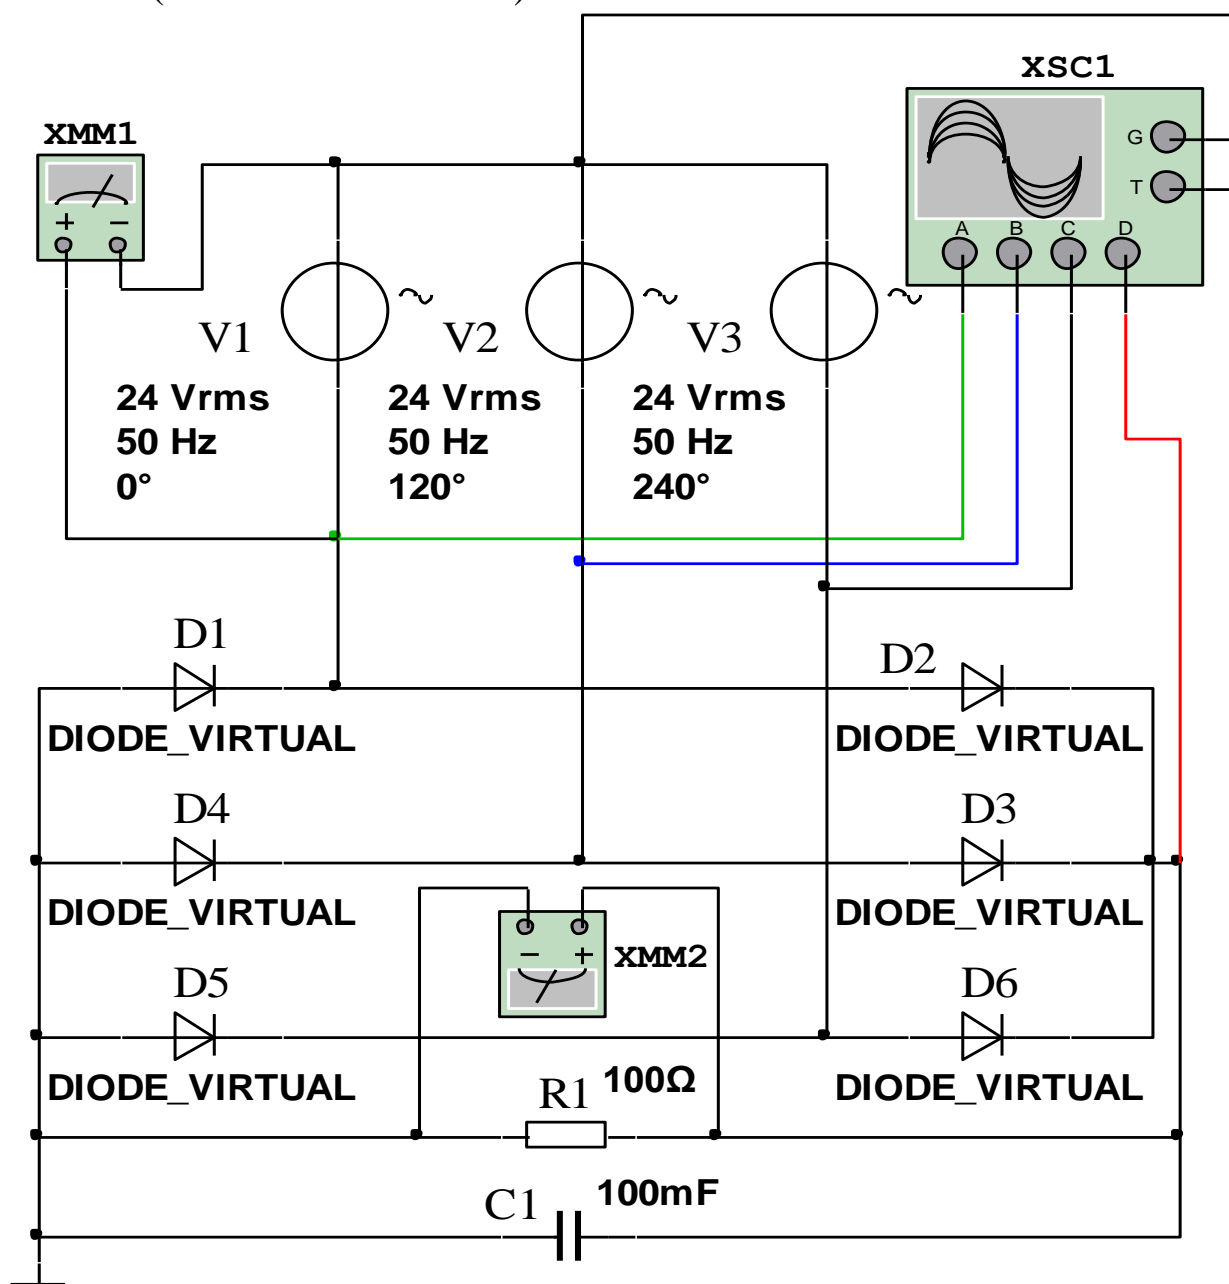 XSC1
XMM1
G
T
A B C D
+ −
V1 V2 V3
24 Vrms 24 Vrms 24 Vrms
50 Hz 50 Hz 50 Hz
0° 120° 240°
D1 D2
DIODE_VIRTUAL DIODE_VIRTUAL
D4 D3
DIODE_VIRTUAL DIODE_VIRTUAL
− + XMM2
D5 D6
DIODE_VIRTUAL DIODE_VIRTUAL
R1 100Ω
C1 100mF